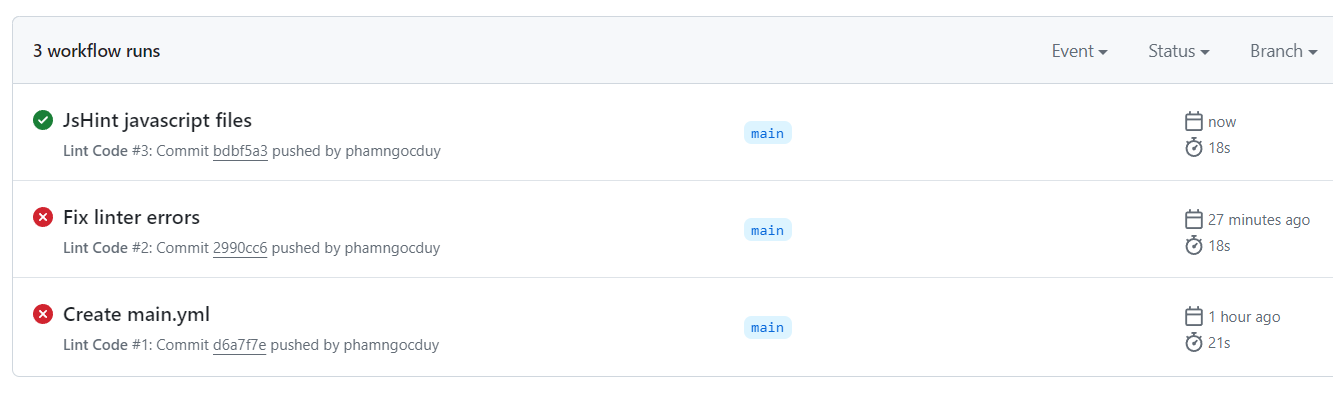 3 workflow runs
Event Status Branch
JsHint javascript files
Lint Code #3: Commit bdbf5a3 pushed by phamngocduy
main
now
18s
Fix linter errors
Lint Code #2: Commit 2990cc6 pushed by phamngocduy
main
27 minutes ago
18s
Create main.yml
Lint Code #1: Commit d6a7f7e pushed by phamngocduy
main
1 hour ago
21s